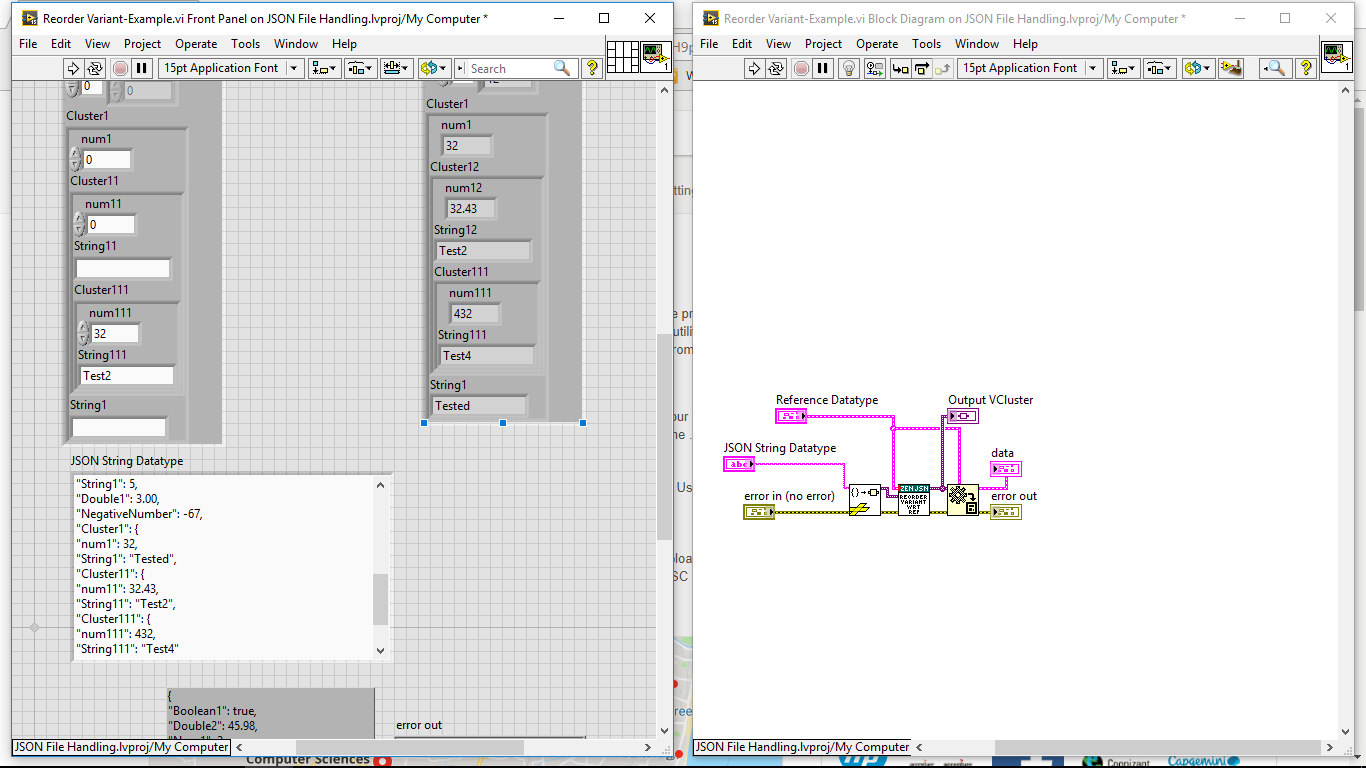 Reorder Variant-Example.vi Front Panel on JSON File Handling.lvproj/My Computer *
File Edit View Project Operate Tools Window Help
15pt Application Font
Search
0
0
Cluster1
num1
0
Cluster11
num11
0
String11
Cluster111
num111
32
String111
Test2
String1
Cluster1
num1
32
Cluster12
num12
32.43
String12
Test2
Cluster111
num111
432
String111
Test4
String1
Tested
JSON String Datatype
"String1": 5,
"Double1": 3.00,
"NegativeNumber": -67,
"Cluster1": {
"num1": 32,
"String1": "Tested",
"Cluster11": {
"num11": 32.43,
"String11": "Test2",
"Cluster111": {
"num111": 432,
"String111": "Test4"
{
"Boolean1": true,
"Double2": 45.98,
error out
JSON File Handling.lvproj/My Computer
Reorder Variant-Example.vi Block Diagram on JSON File Handling.lvproj/My Computer *
File Edit View Project Operate Tools Window Help
15pt Application Font
Reference Datatype
Output VCluster
JSON String Datatype
abc
data
error in (no error)
error out
ZENJSN
REORDER
VARIANT
WRT
REF
JSON File Handling.lvproj/My Computer
Computer Sciences
Cognizant
Capgemini